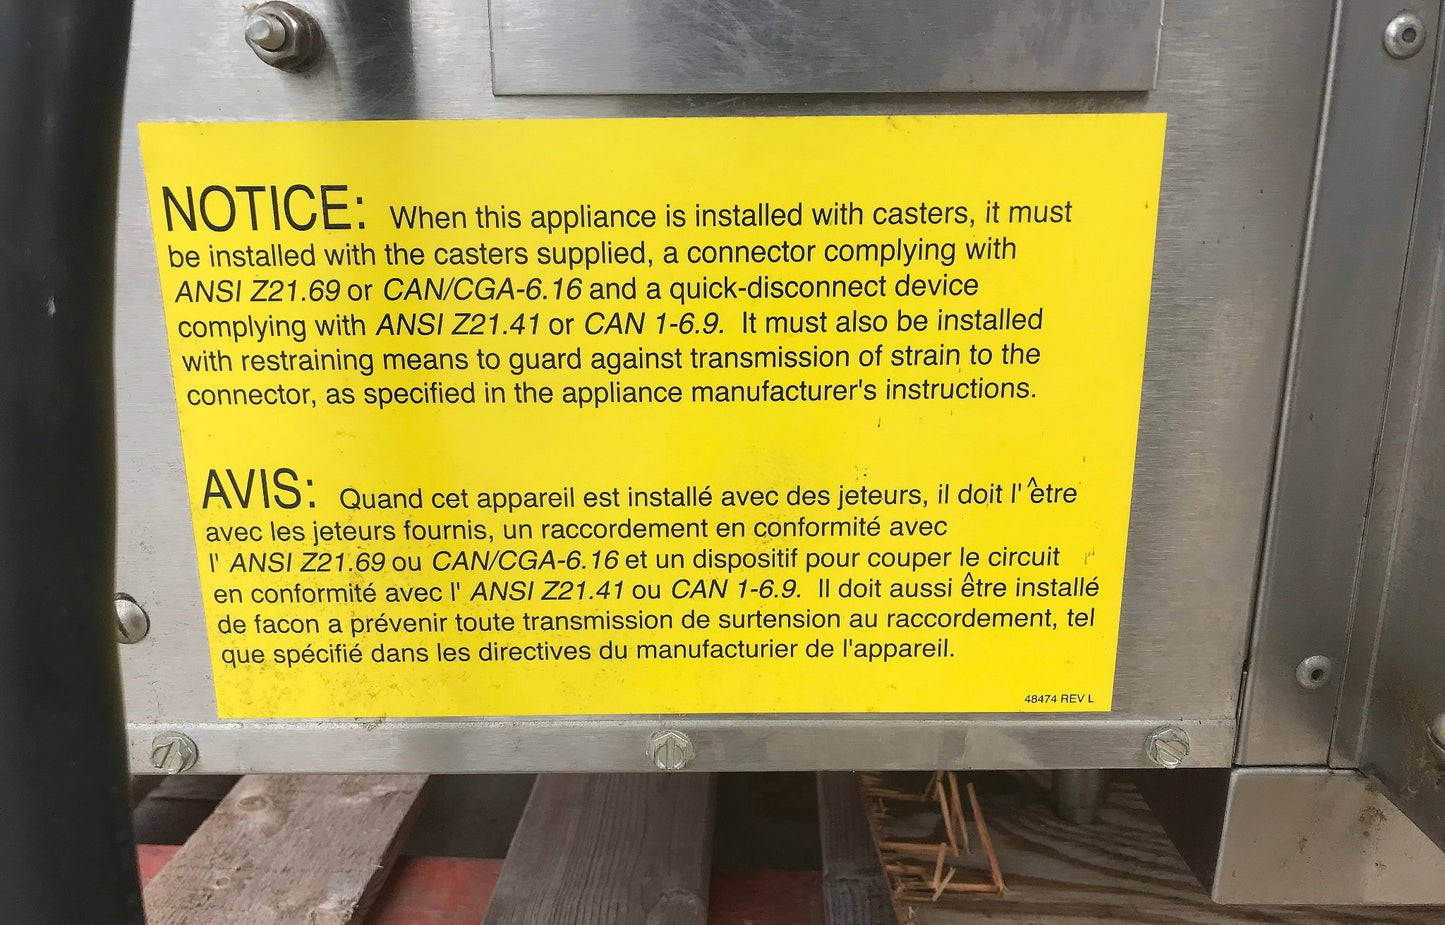 NOTICE: When this appliance is installed with casters, it must
be installed with the casters supplied, a connector complying with
ANSI Z21.69 or CAN/CGA-6.16 and a quick-disconnect device
complying with ANSI Z21.41 or CAN 1-6.9. It must also be installed
with restraining means to guard against transmission of strain to the
connector, as specified in the appliance manufacturer's instructions.
AVIS: Quand cet appareil est installé avec des jeteurs, il doit l' être
avec les jeteurs fournis, un raccordement en conformité avec
l' ANSI Z21.69 ou CAN/CGA-6.16 et un dispositif pour couper le circuit
en conformité avec l' ANSI Z21.41 ou CAN 1-6.9. Il doit aussi être installé
de facon a prévenir toute transmission de surtension au raccordement, tel
que spécifié dans les directives du manufacturier de l'appareil.
48474 REV L